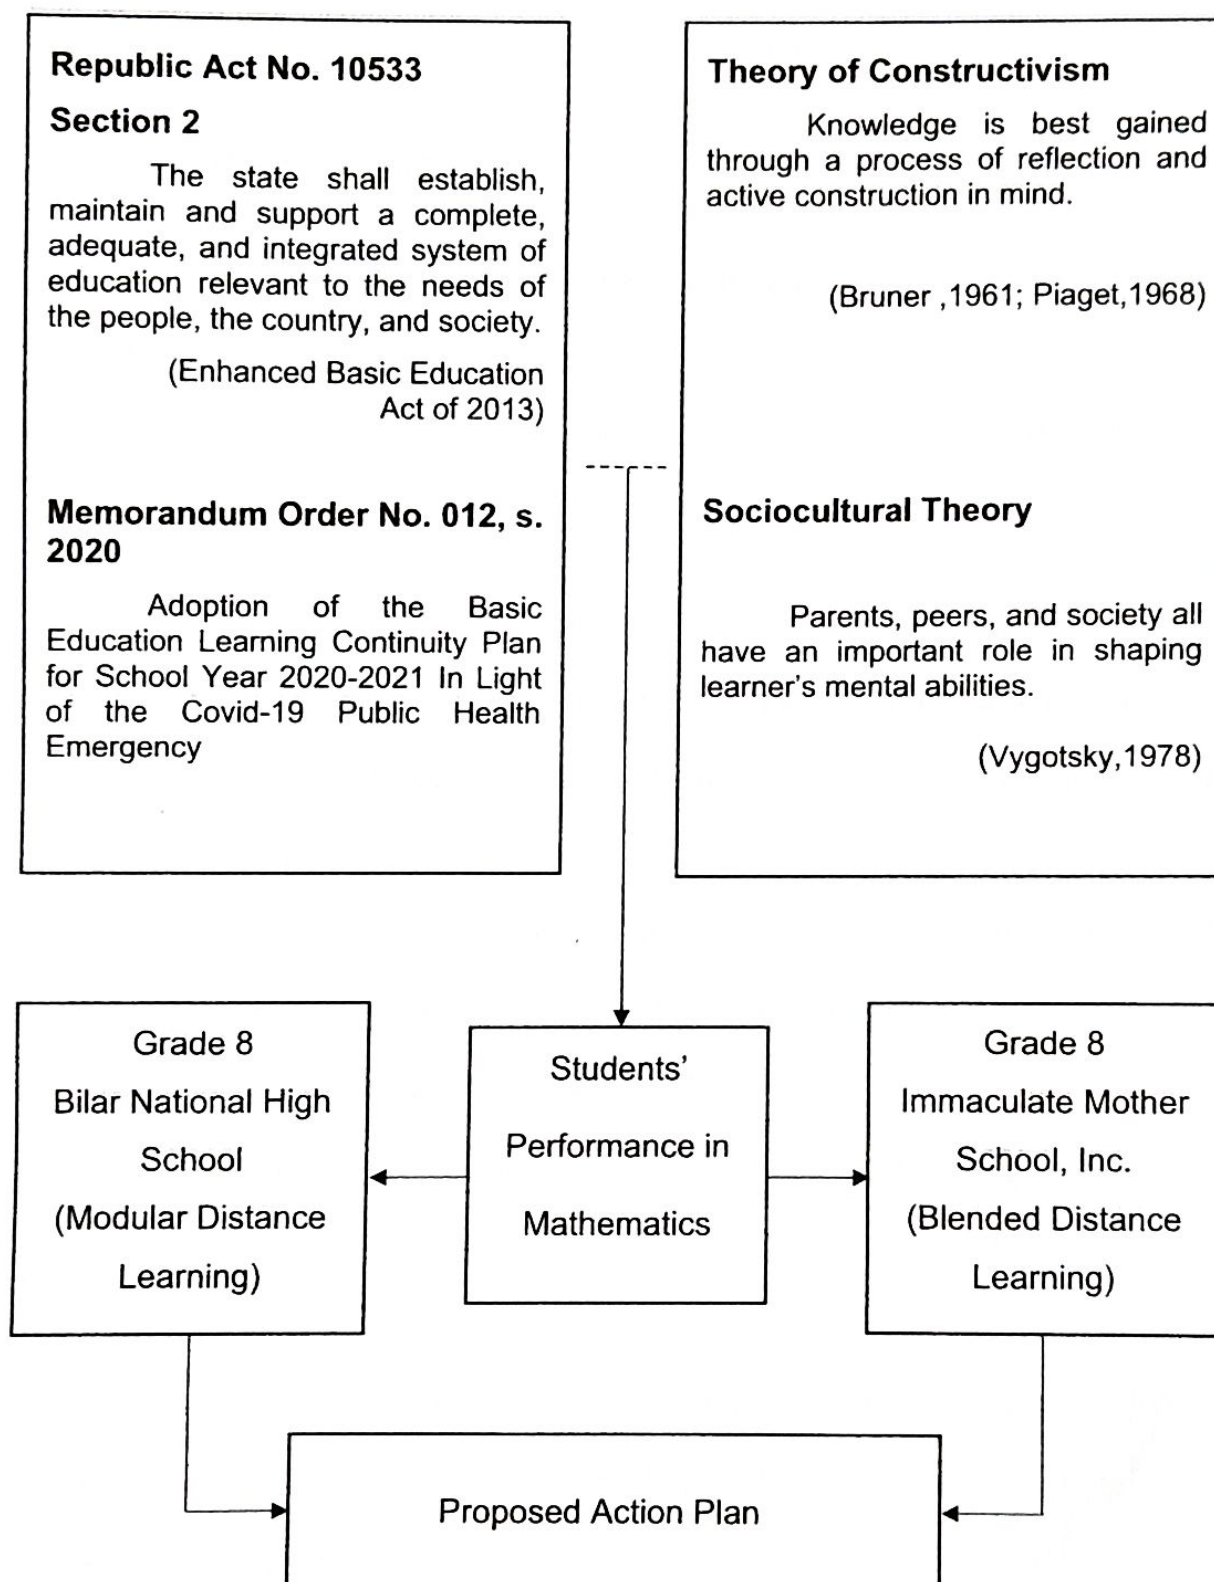 Republic Act No. 10533
Section 2
The state shall establish,
maintain and support a complete,
adequate, and integrated system of
education relevant to the needs of
the people, the country, and society.
(Enhanced Basic Education
Act of 2013)
Memorandum Order No. 012, s.
2020
Adoption of the Basic
Education Learning Continuity Plan
for School Year 2020-2021 In Light
of the Covid-19 Public Health
Emergency
Theory of Constructivism
Knowledge is best gained
through a process of reflection and
active construction in mind.
(Bruner ,1961; Piaget,1968)
Sociocultural Theory
Parents, peers, and society all
have an important role in shaping
learner's mental abilities.
(Vygotsky,1978)
Grade 8
Bilar National High
School
(Modular Distance
Learning)
Students’
Performance in
Mathematics
Grade 8
Immaculate Mother
School, Inc.
(Blended Distance
Learning)
Proposed Action Plan